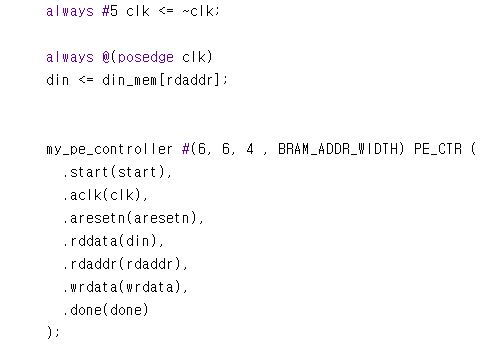 always #5 clk <= ~clk;
always @(posedge clk)
din <= din_mem[rdaddr];
my_pe_controller #(6, 6, 4 , BRAM_ADDR_WIDTH) PE_CTR (
.start(start),
.aclk(clk),
.aresetn(aresetn),
.rddata(din),
.rdaddr(rdaddr),
.wrdata(wrdata),
.done(done)
);